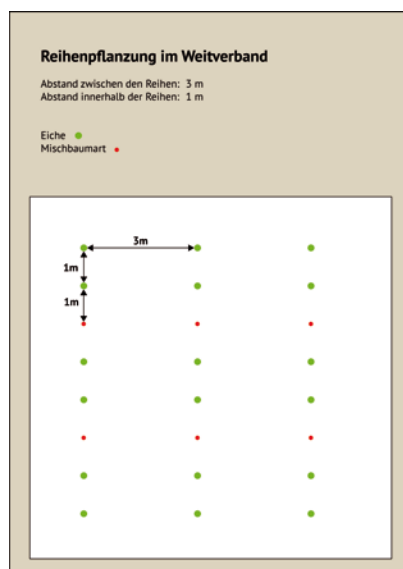 Reihenpflanzung im Weitverband
Abstand zwischen den Reihen: 3 m
Abstand innerhalb der Reihen: 1 m
Eiche
Mischbaumart
3m
1m
1m